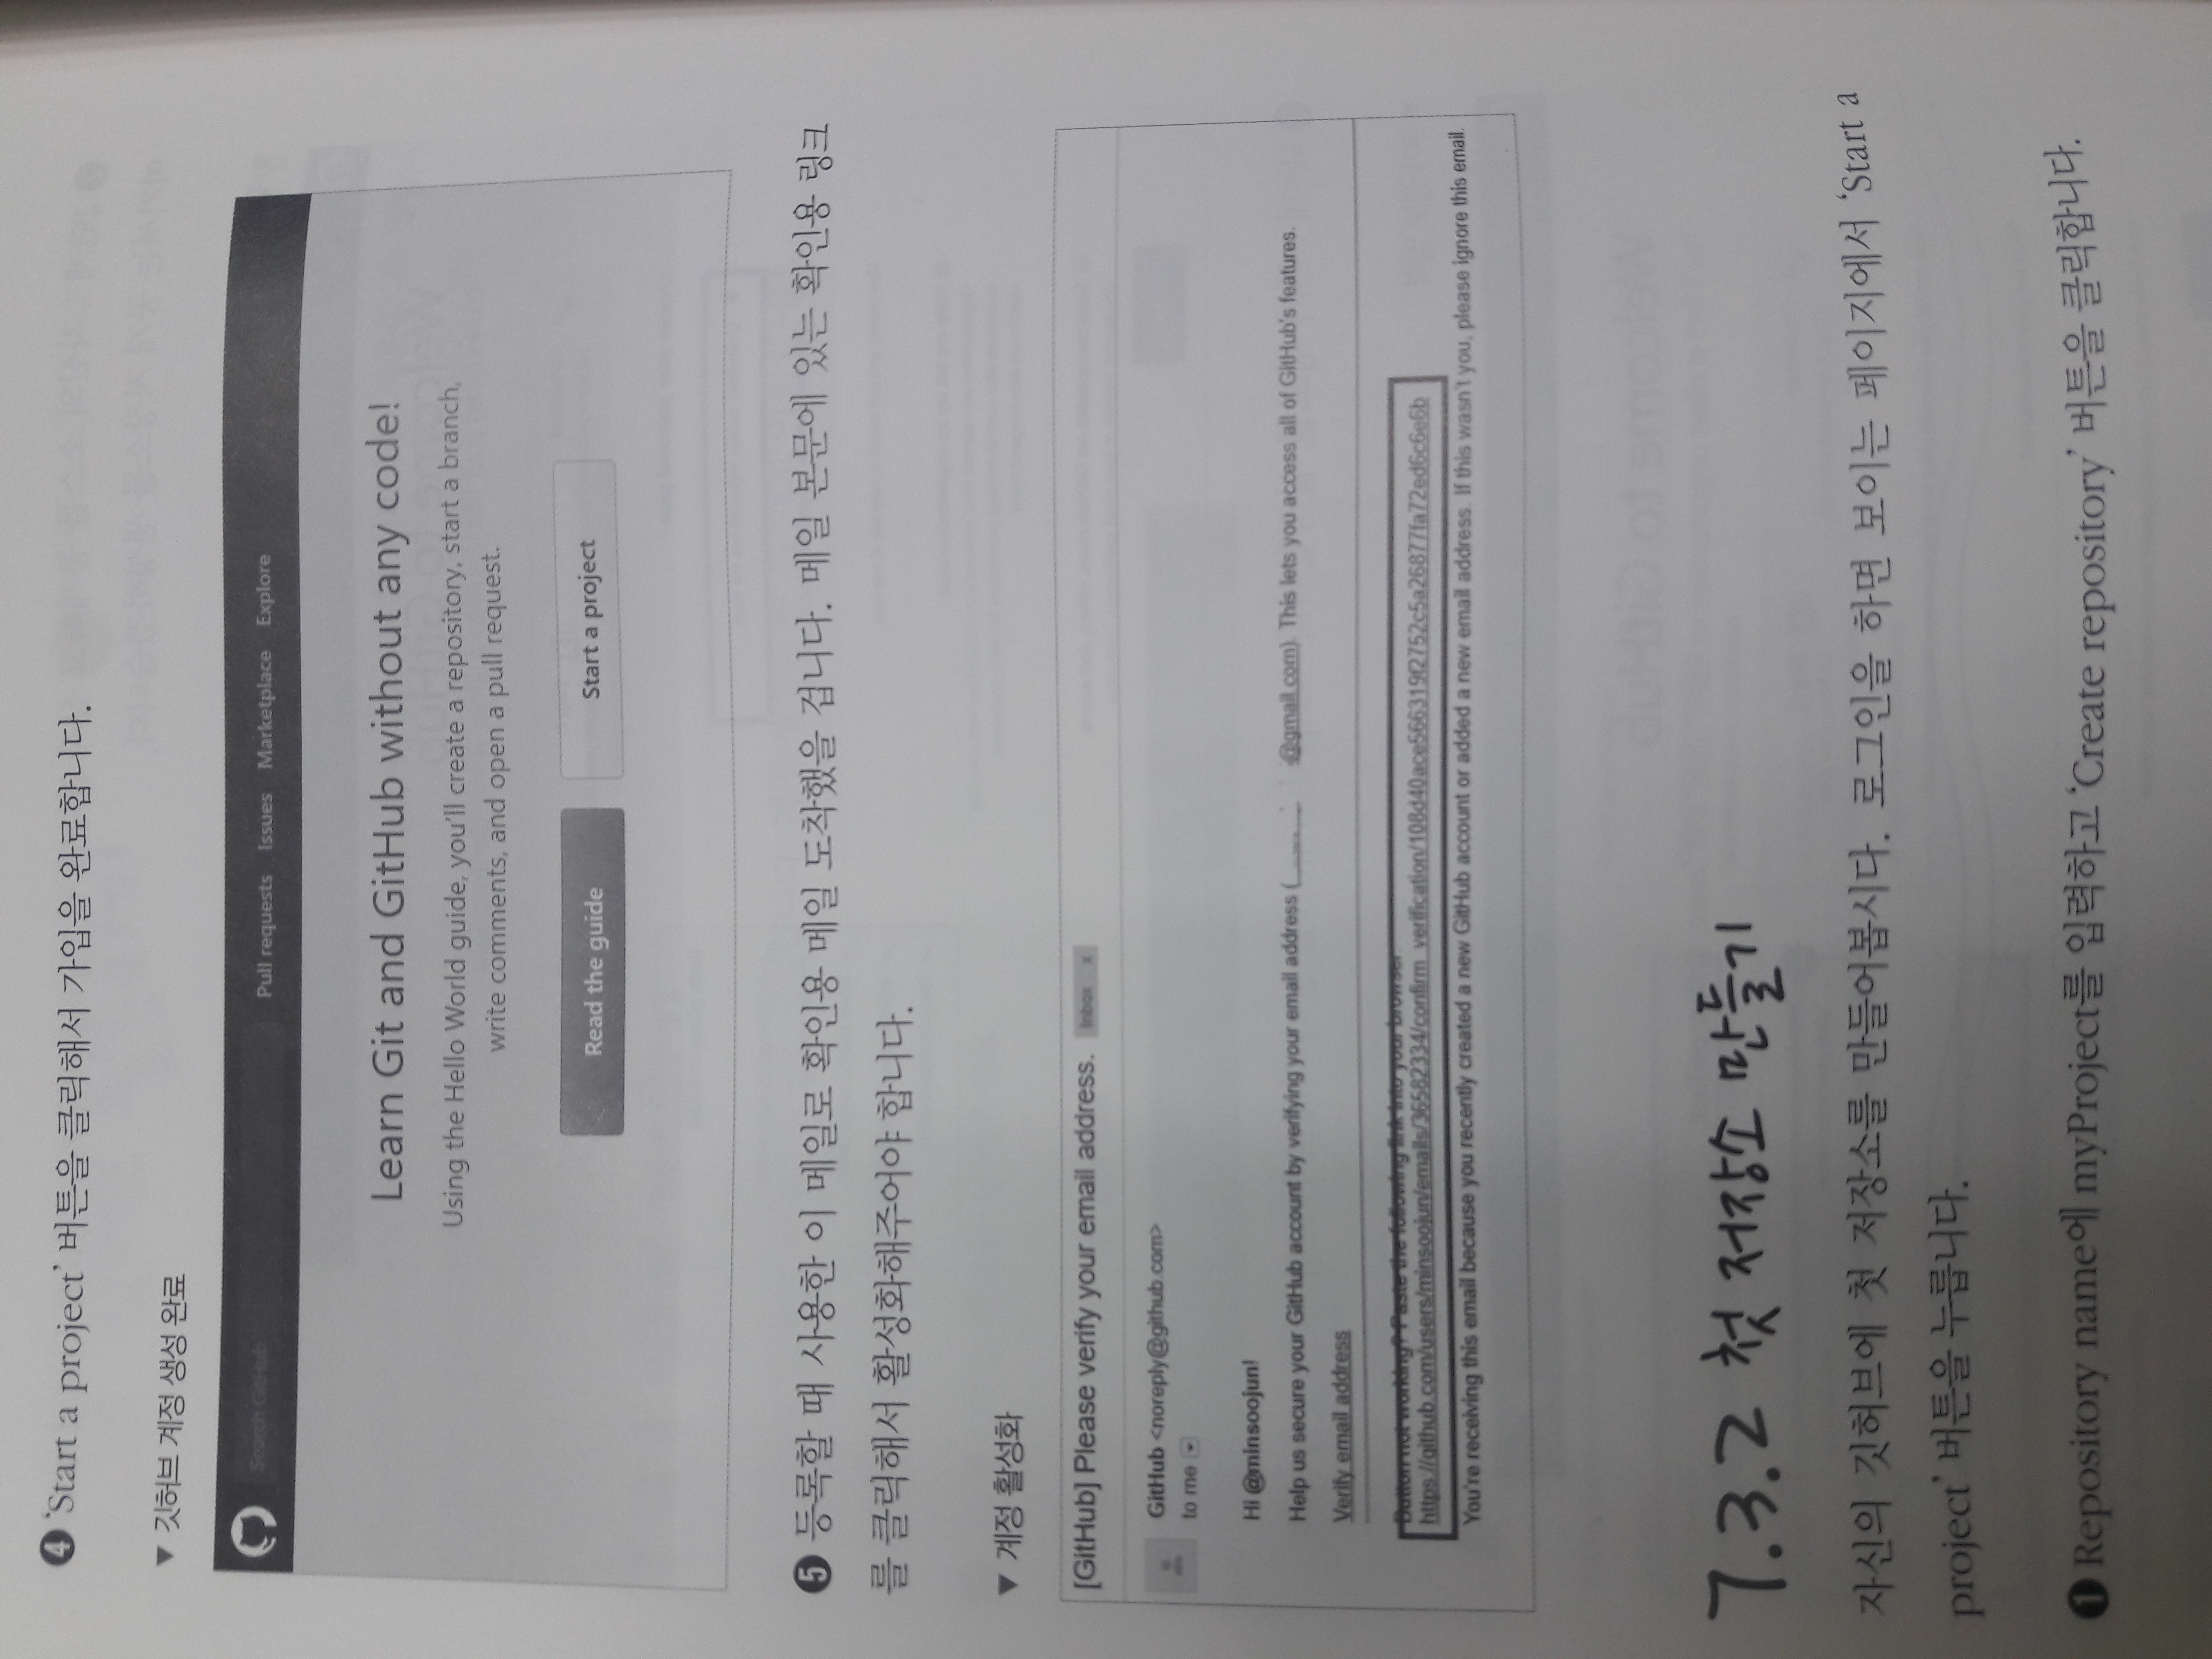 ❹ ‘Start a project’ 버튼을 클릭해서 가입을 완료합니다.
▼ 깃허브 계정 생성 완료
Search GitHub
Pull requests Issues Marketplace Explore
Learn Git and GitHub without any code!
Using the Hello World guide, you’ll create a repository, start a branch,
write comments, and open a pull request.
Read the guide Start a project
❺ 등록할 때 사용한 이 메일로 확인용 메일 도착했을 겁니다. 메일 본문에 있는 확인용 링크
를 클릭해서 활성화해주어야 합니다.
▼ 계정 활성화
[GitHub] Please verify your email address. Inbox x
GitHub <noreply@github.com>
to me
Hi @minsoojun!
Help us secure your GitHub account by verifying your email address ( @gmail.com). This lets you access all of GitHub's features.
Verify email address
Button not working? Paste the following link into your browser:
https://github.com/users/minsoojun/emails/36582334/confirm_verification/108d40ace566319f2752c5a26877fa72ed6c6e6b
You're receiving this email because you recently created a new GitHub account or added a new email address. If this wasn't you, please ignore this email.
7.3.2 첫 저장소 만들기
자신의 깃허브에 첫 저장소를 만들어봅시다. 로그인을 하면 보이는 페이지에서 ‘Start a
project’ 버튼을 누릅니다.
❶ Repository name에 myProject를 입력하고 ‘Create repository’ 버튼을 클릭합니다.